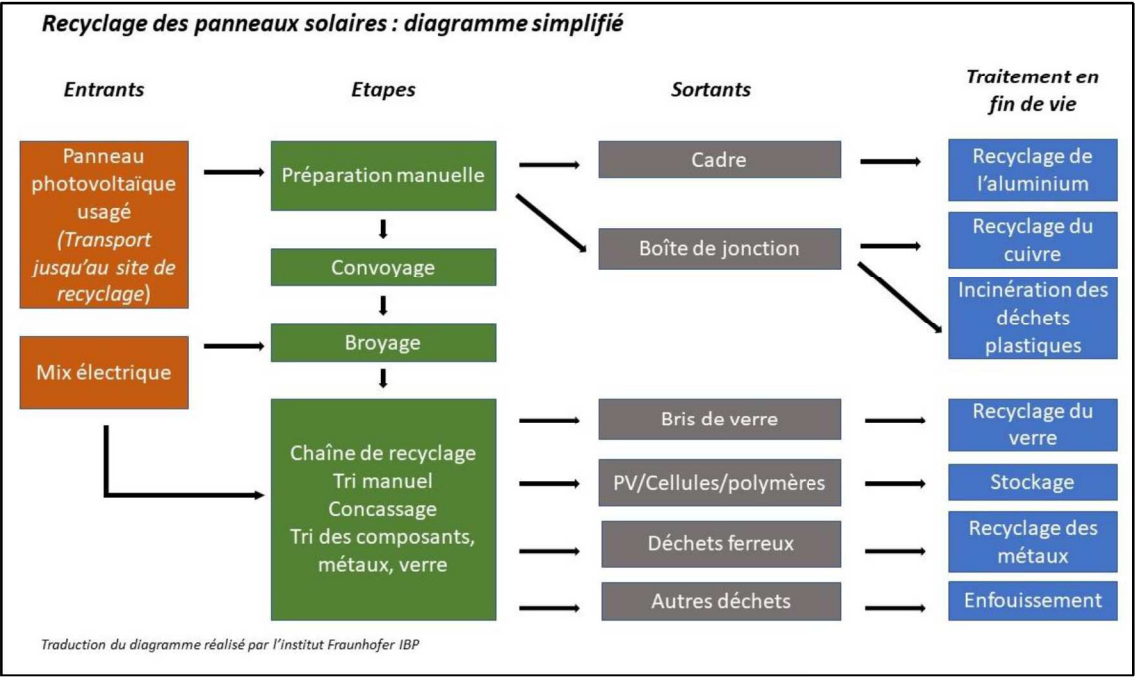 Recyclage des panneaux solaires : diagramme simplifié
Entrants
Etapes
Sortants
Traitement en
fin de vie
Panneau
photovoltaïque
usagé
(Transport
jusqu'au site de
recyclage)
Mix électrique
Préparation manuelle
Convoyage
Broyage
Chaîne de recyclage
Tri manuel
Concassage
Tri des composants,
métaux, verre
Cadre
Boîte de jonction
Bris de verre
PV/Cellules/polymères
Déchets ferreux
Autres déchets
Recyclage de
l'aluminium
Recyclage du
cuivre
Incinération des
déchets
plastiques
Recyclage du
verre
Stockage
Recyclage des
métaux
Enfouissement
Traduction du diagramme réalisé par l'institut Fraunhofer IBP